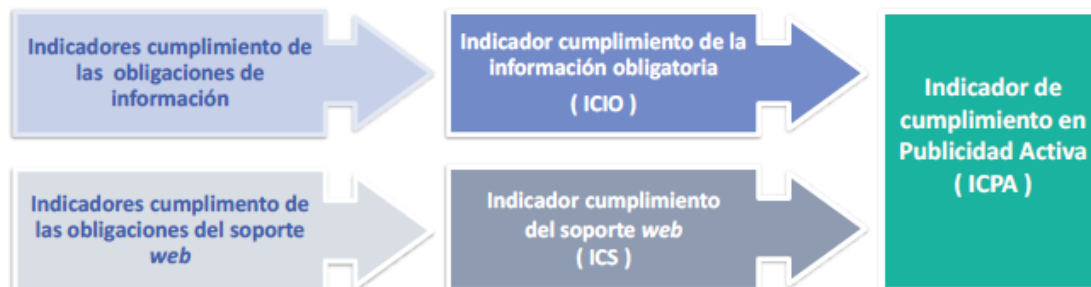 Indicadores cumplimiento de
las obligaciones de
información
Indicador cumplimiento de la
información obligatoria
( ICIO )
Indicadores cumplimento de
las obligaciones del soporte
web
Indicador cumplimiento
del soporte web
( ICS )
Indicador de
cumplimiento en
Publicidad Activa
( ICPA )